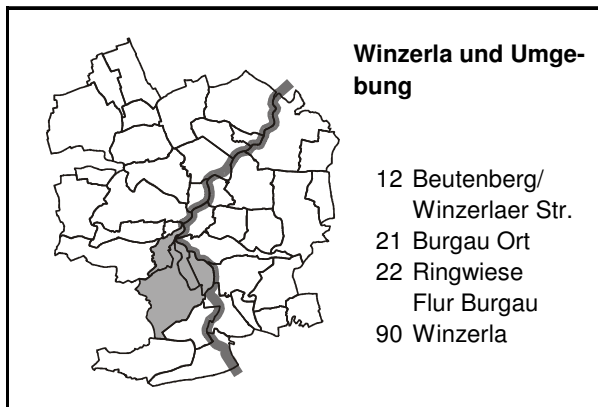 Winzerla und Umge-
bung
12 Beutenberg/
Winzerlaer Str.
21 Burgau Ort
22 Ringwiese
Flur Burgau
90 Winzerla